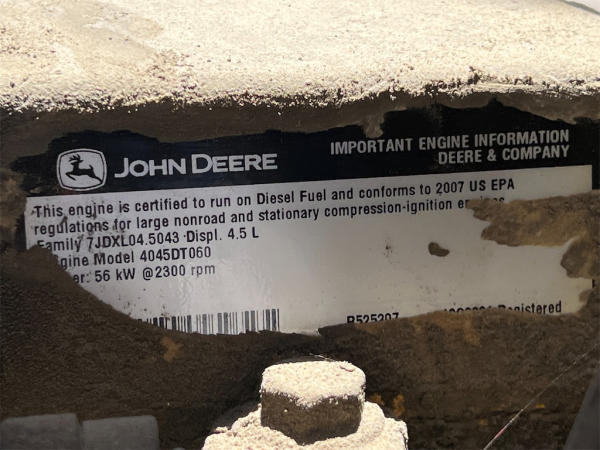 JOHN DEERE
IMPORTANT ENGINE INFORMATION
DEERE & COMPANY
This engine is certified to run on Diesel Fuel and conforms to 2007 US EPA
regulations for large nonroad and stationary compression-ignition
Family 7JDXL04.5043 Displ. 4.5 L
Model 4045DT060
56 kW @2300 rpm
R525207 Registered